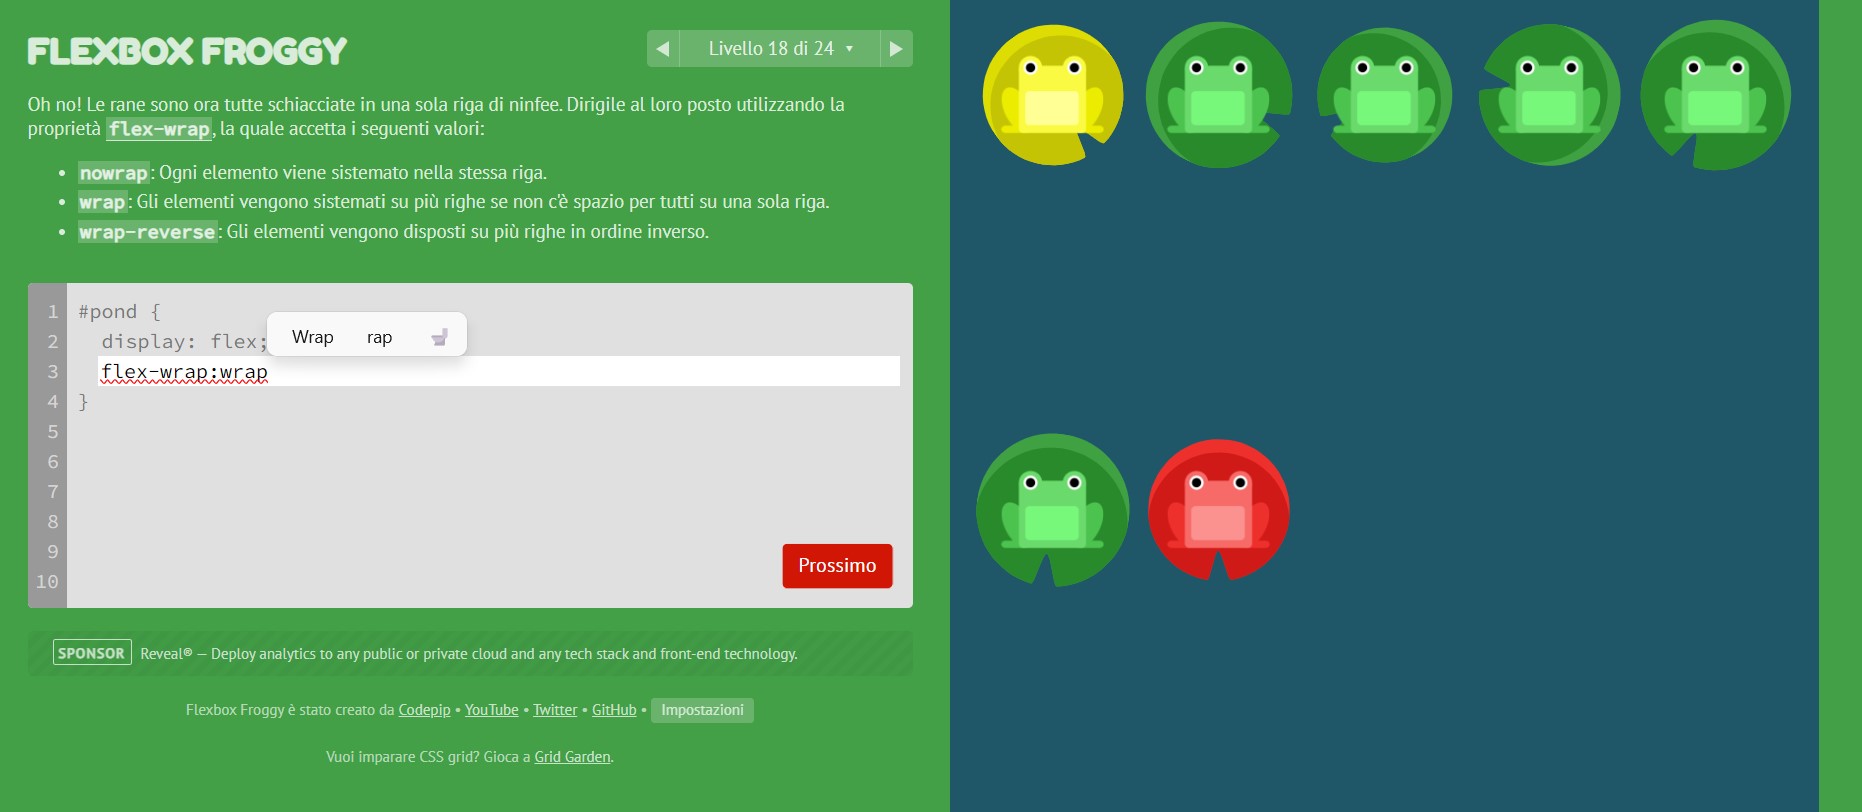 FLEXBOX FROGGY
◀ Livello 18 di 24 ▼ ▶
Oh no! Le rane sono ora tutte schiacciate in una sola riga di ninfee. Dirigile al loro posto utilizzando la
proprietà flex-wrap, la quale accetta i seguenti valori:
• nowrap: Ogni elemento viene sistemato nella stessa riga.
• wrap: Gli elementi vengono sistemati su più righe se non c'è spazio per tutti su una sola riga.
• wrap-reverse: Gli elementi vengono disposti su più righe in ordine inverso.
1 #pond {
2 display: flex;
Wrap rap
3 flex-wrap:wrap
4 }
5
6
7
8
9
10
Prossimo
SPONSOR Reveal® — Deploy analytics to any public or private cloud and any tech stack and front-end technology.
Flexbox Froggy è stato creato da Codepip • YouTube • Twitter • GitHub • Impostazioni
Vuoi imparare CSS grid? Gioca a Grid Garden.